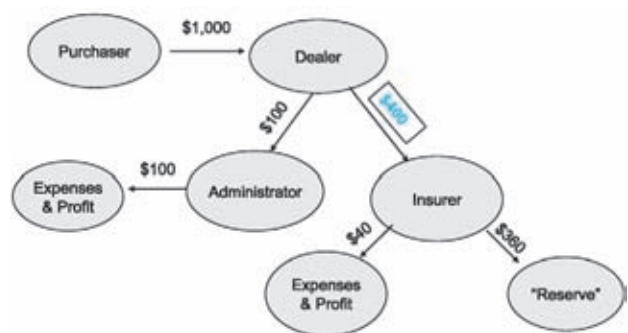 $1,000
Purchaser
Dealer
$100
$400
$100
Expenses
& Profit
Administrator
Insurer
$40
$360
Expenses
& Profit
"Reserve"